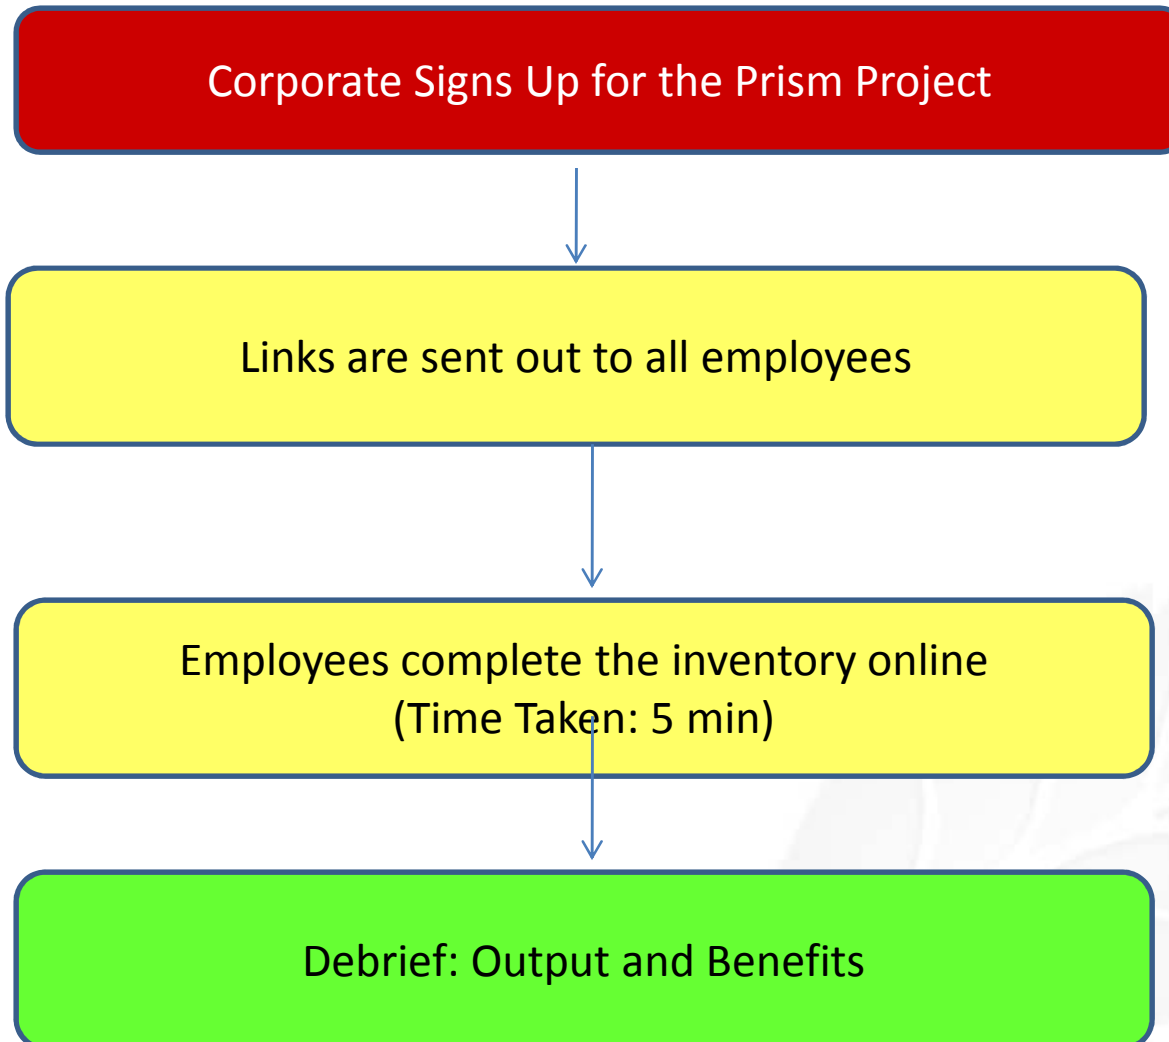 Corporate Signs Up for the Prism Project
Links are sent out to all employees
Employees complete the inventory online
(Time Taken: 5 min)
Debrief: Output and Benefits